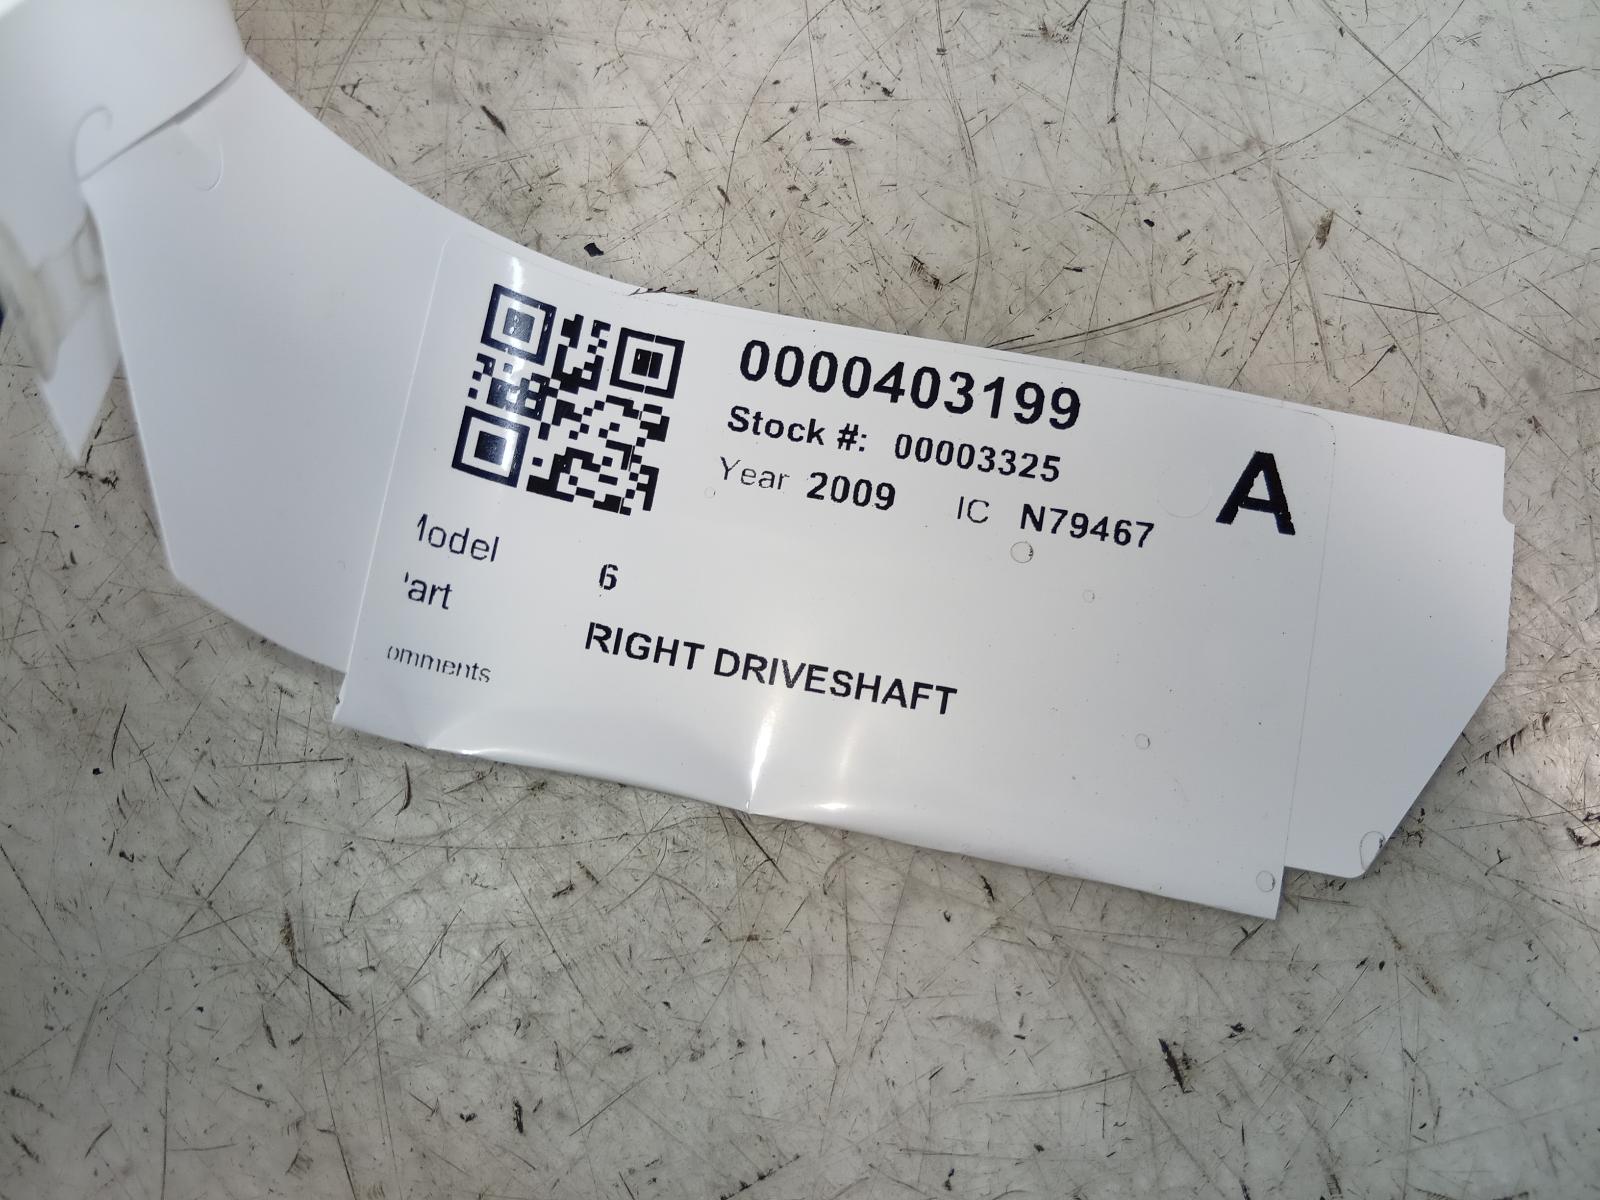 0000403199
Stock #: 00003325
A
Year 2009 IC N79467
Model 6
Part RIGHT DRIVESHAFT
omments